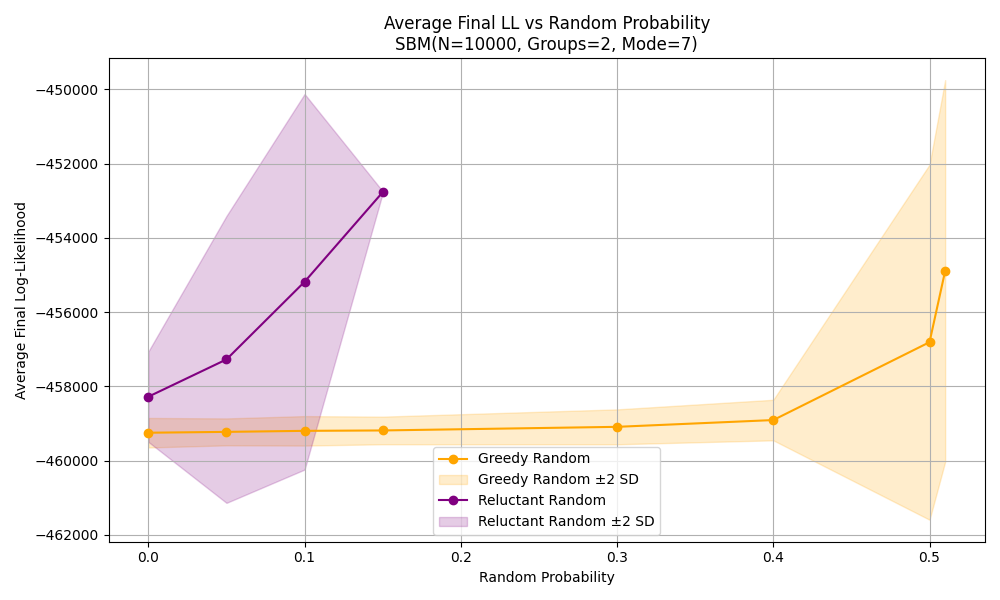 Average Final LL vs Random Probability
SBM(N=10000, Groups=2, Mode=7)
Average Final Log-Likelihood
−450000
−452000
−454000
−456000
−458000
−460000
−462000
Greedy Random
Greedy Random ±2 SD
Reluctant Random
Reluctant Random ±2 SD
0.0
0.1
0.2
0.3
0.4
0.5
Random Probability